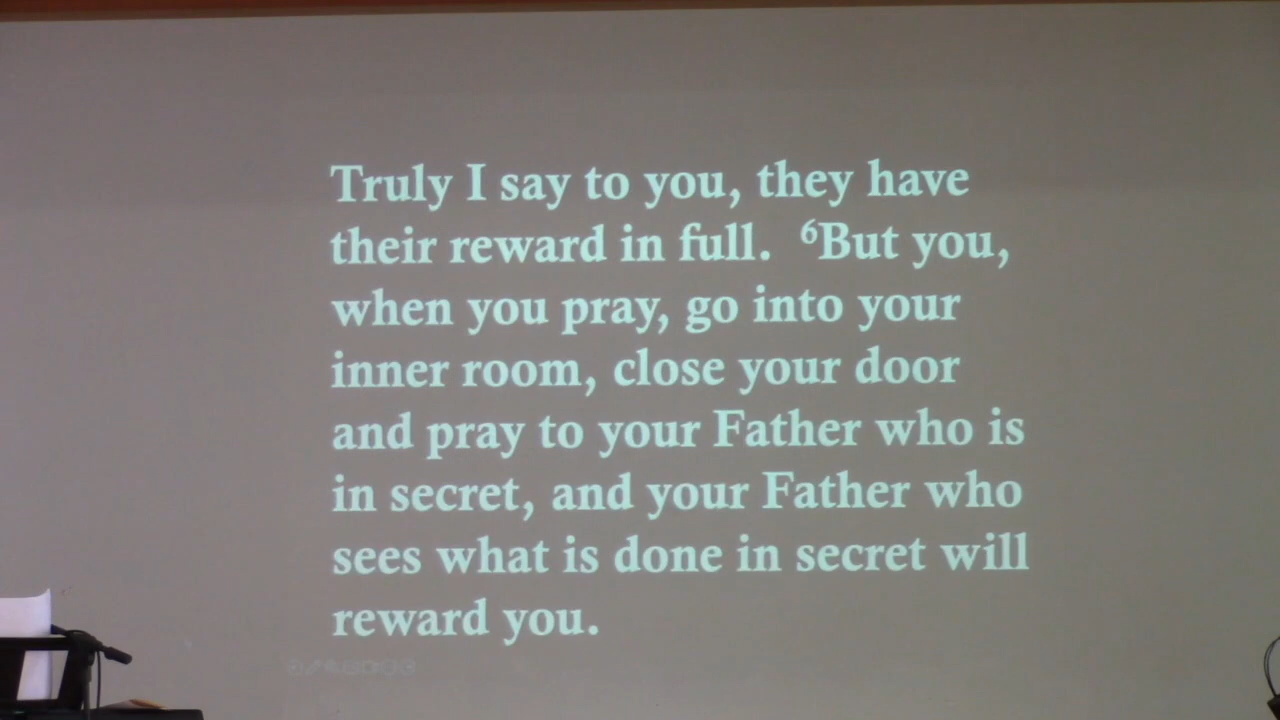 Truly I say to you, they have
their reward in full. ⁶But you,
when you pray, go into your
inner room, close your door
and pray to your Father who is
in secret, and your Father who
sees what is done in secret will
reward you.